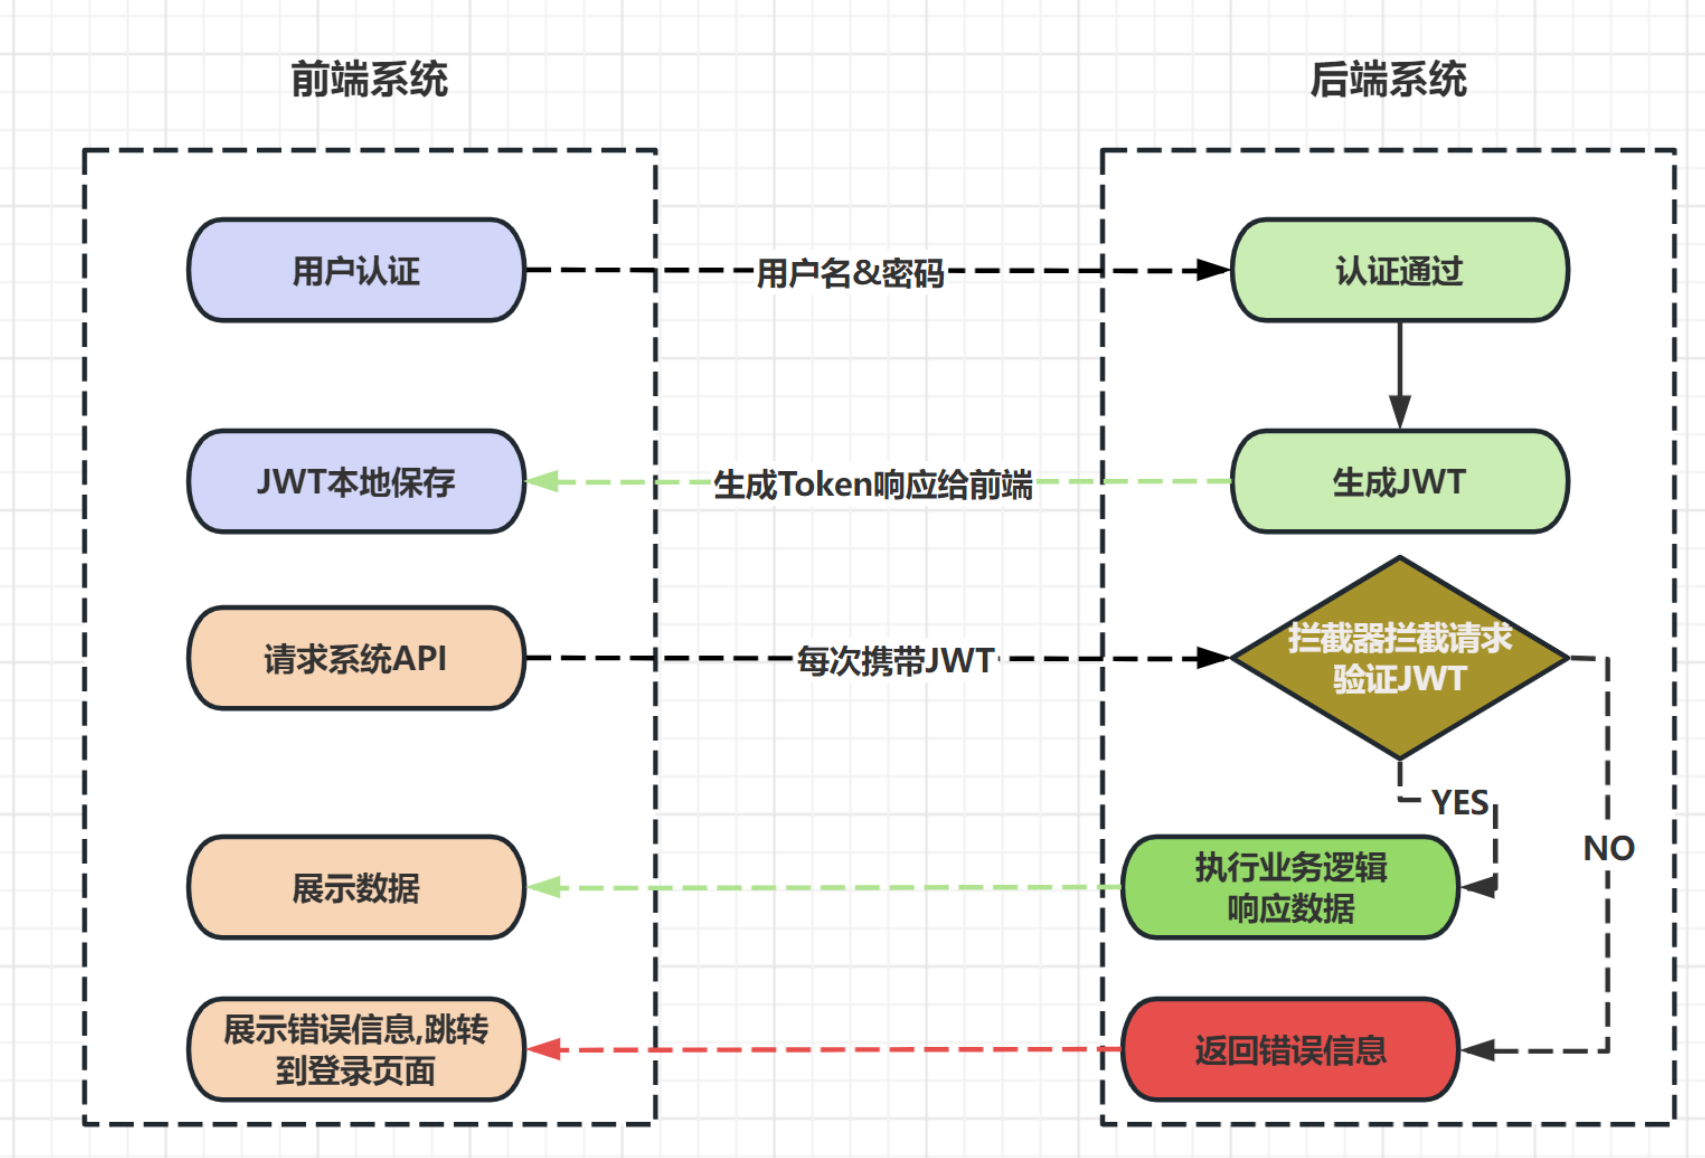 前端系统
后端系统
用户认证
用户名&密码
认证通过
JWT本地保存
生成Token响应给前端
生成JWT
请求系统API
每次携带JWT
拦截器拦截请求
验证JWT
YES
NO
展示数据
执行业务逻辑
响应数据
展示错误信息,跳转
到登录页面
返回错误信息